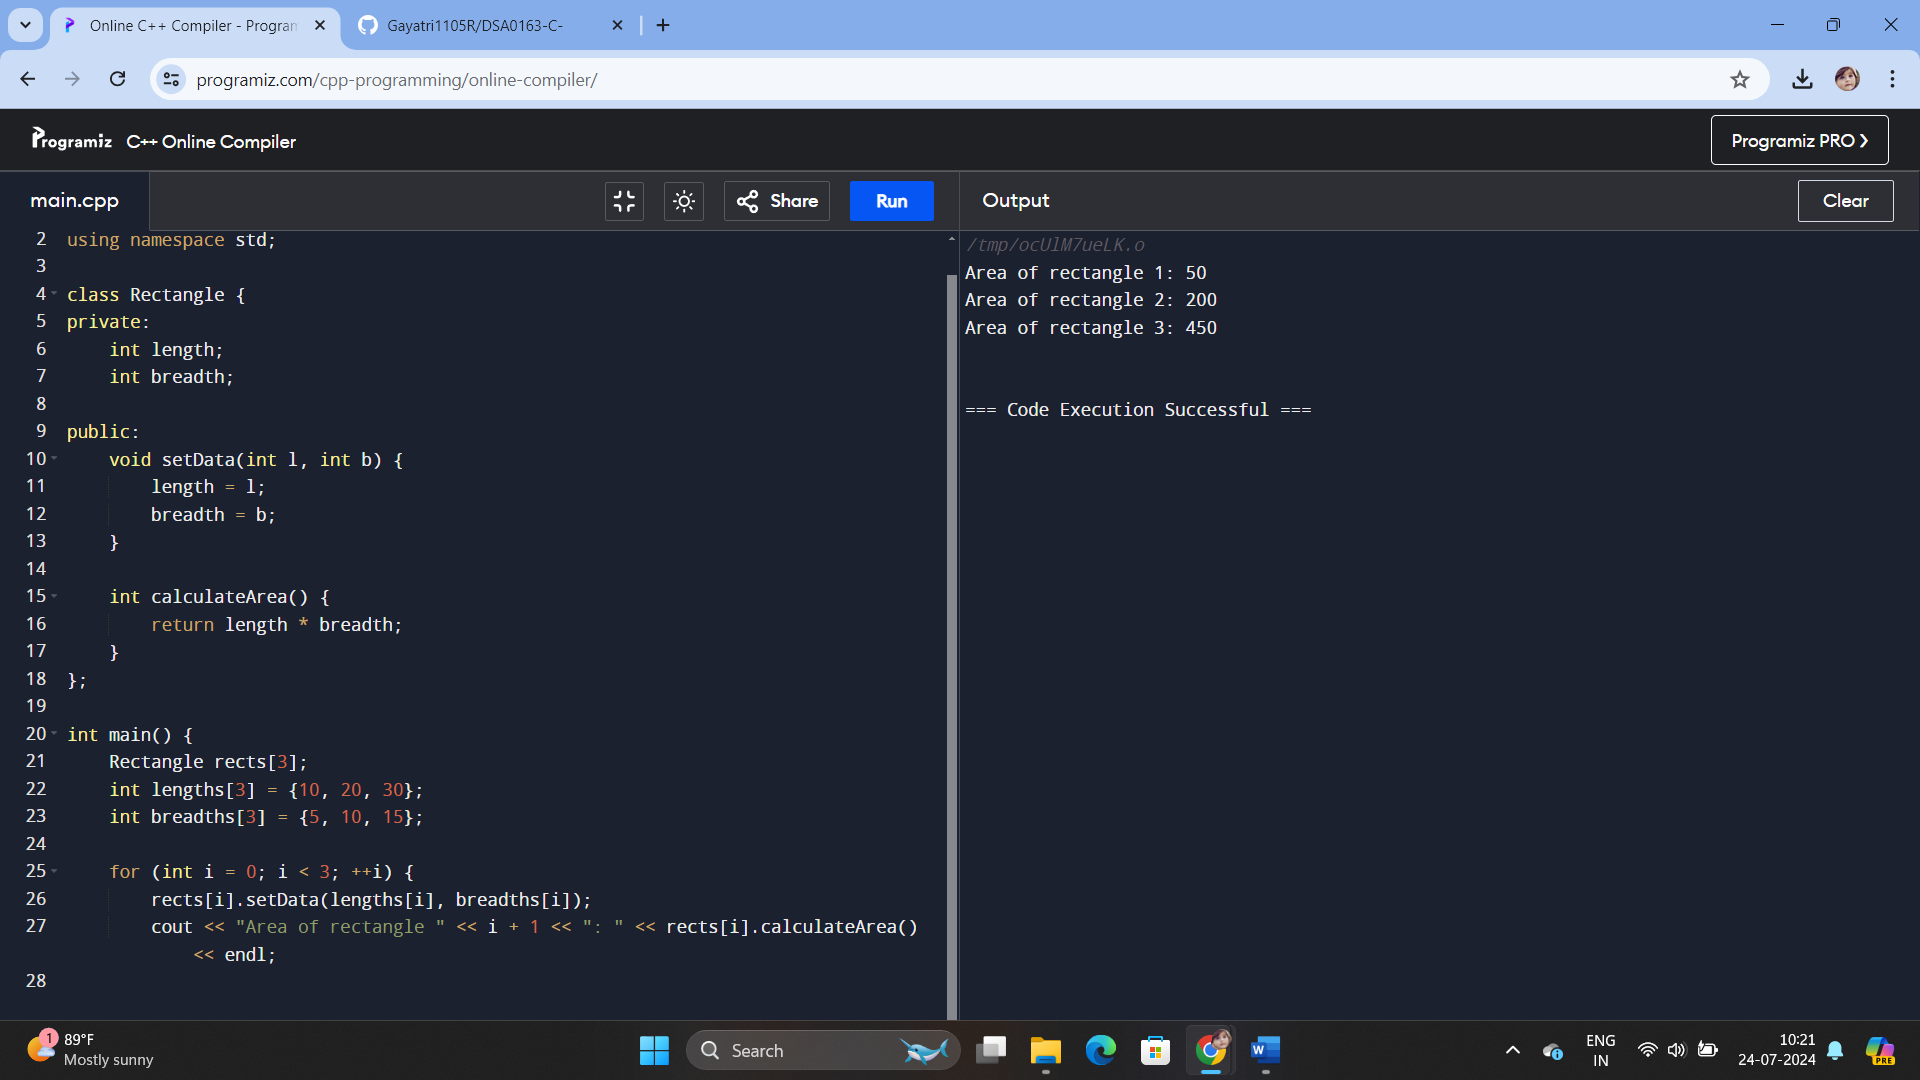 Online C++ Compiler - Program
Gayatri1105R/DSA0163-C-
programiz.com/cpp-programming/online-compiler/
Programiz C++ Online Compiler
Programiz PRO
main.cpp
Share
Run
Output
Clear
2 using namespace std;
3
4 class Rectangle {
5 private:
6 int length;
7 int breadth;
8
9 public:
10 void setData(int l, int b) {
11 length = l;
12 breadth = b;
13 }
14
15 int calculateArea() {
16 return length * breadth;
17 }
18 };
19
20 int main() {
21 Rectangle rects[3];
22 int lengths[3] = {10, 20, 30};
23 int breadths[3] = {5, 10, 15};
24
25 for (int i = 0; i < 3; ++i) {
26 rects[i].setData(lengths[i], breadths[i]);
27 cout << "Area of rectangle " << i + 1 << ": " << rects[i].calculateArea()
<< endl;
28
/tmp/ocUlM7ueLK.o
Area of rectangle 1: 50
Area of rectangle 2: 200
Area of rectangle 3: 450
=== Code Execution Successful ===
1
89°F
Mostly sunny
Search
W
ENG
IN
10:21
24-07-2024
PRE